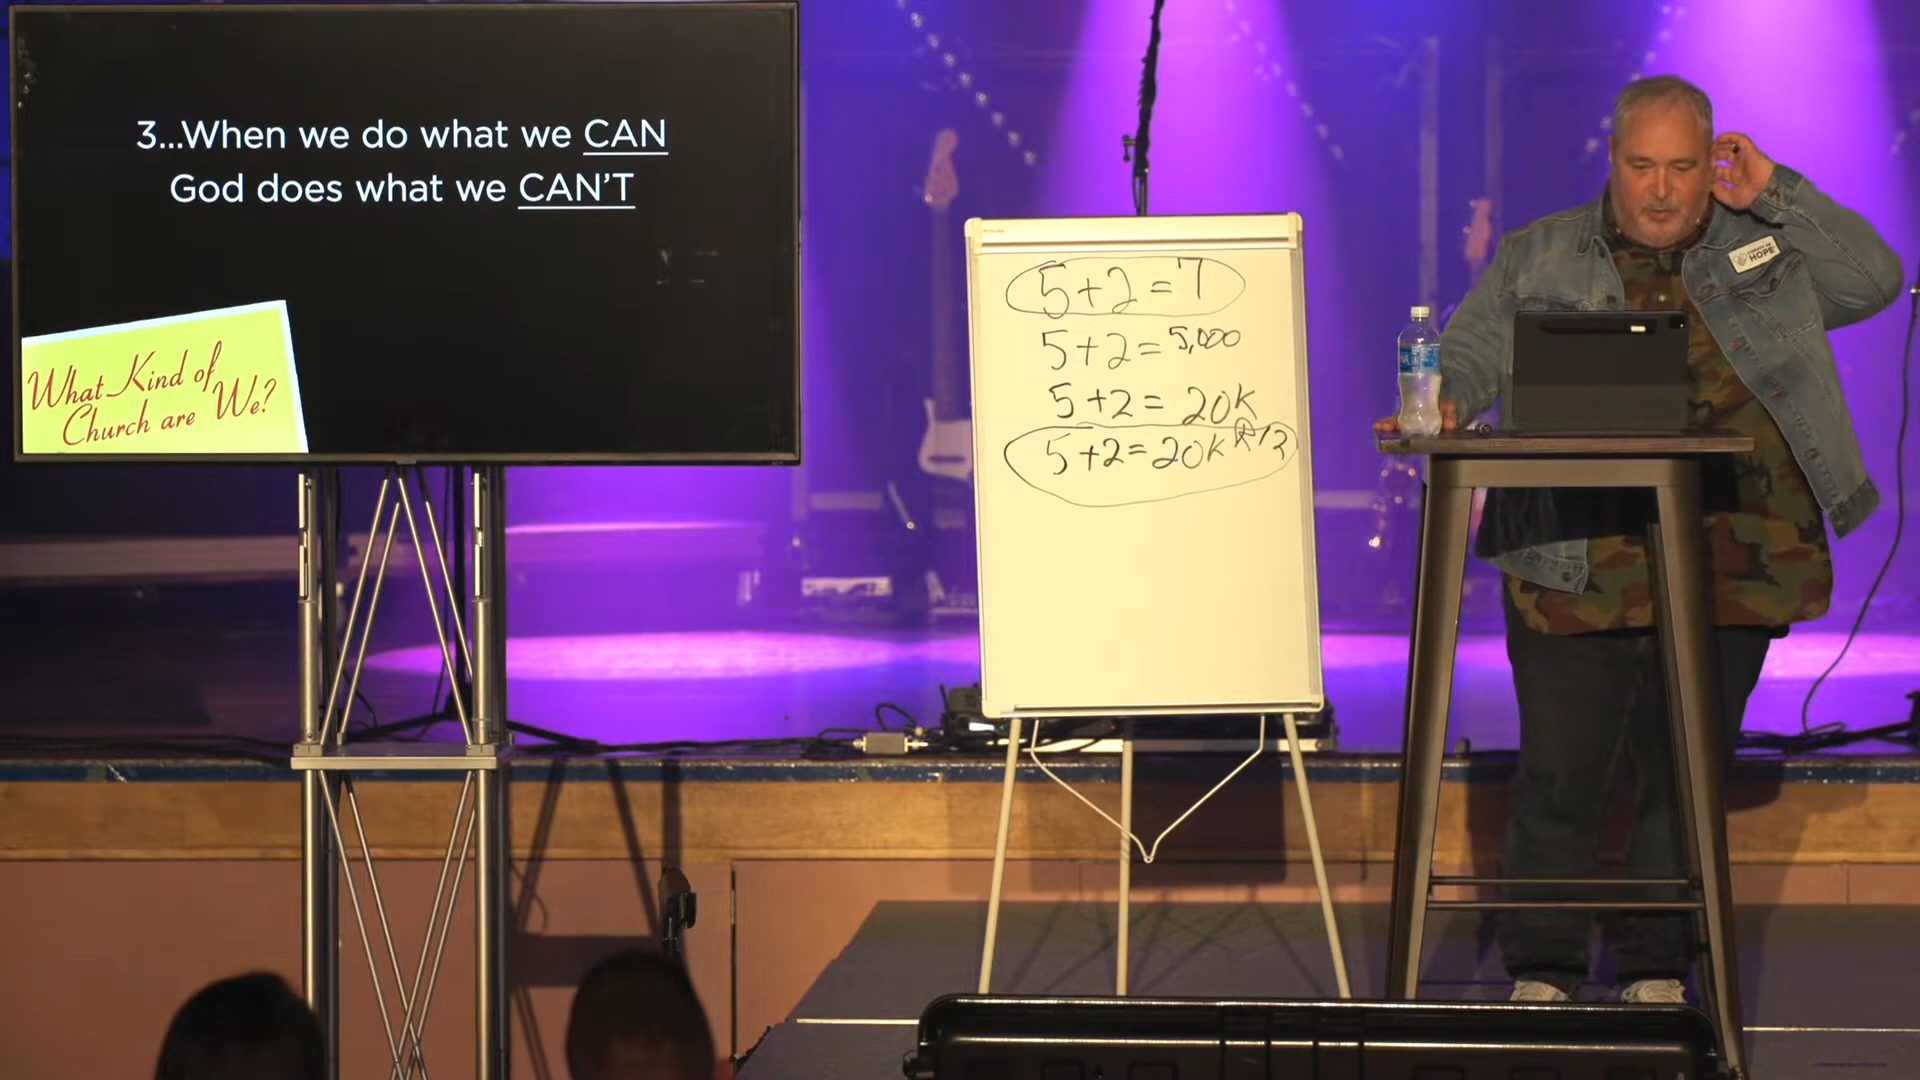 3...When we do what we CAN
God does what we CAN'T
What Kind of
Church are We?
5+2=7
5+2=5,000
5+2=20K
5+2=20K R12
HOPE